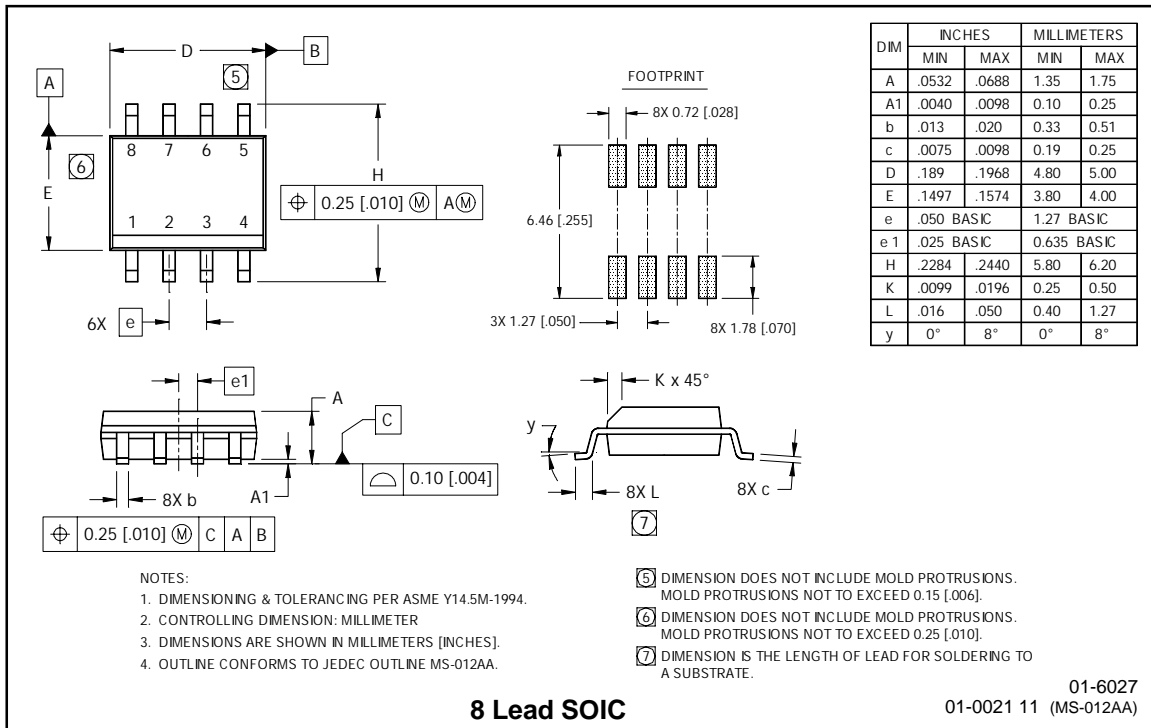 D
B
5
A
8 7 6 5
6
E
H
⌖ 0.25 [.010] Ⓜ AⓂ
1 2 3 4
6X e
FOOTPRINT
8X 0.72 [.028]
6.46 [.255]
3X 1.27 [.050]
8X 1.78 [.070]
DIM INCHES MILLIMETERS
MIN MAX MIN MAX
A .0532 .0688 1.35 1.75
A1 .0040 .0098 0.10 0.25
b .013 .020 0.33 0.51
c .0075 .0098 0.19 0.25
D .189 .1968 4.80 5.00
E .1497 .1574 3.80 4.00
e .050 BASIC 1.27 BASIC
e 1 .025 BASIC 0.635 BASIC
H .2284 .2440 5.80 6.20
K .0099 .0196 0.25 0.50
L .016 .050 0.40 1.27
y 0° 8° 0° 8°
e1
A
C
0.10 [.004]
8X b
A1
⌖ 0.25 [.010] Ⓜ C A B
K x 45°
y
8X L
8X c
7
NOTES:
1. DIMENSIONING & TOLERANCING PER ASME Y14.5M-1994.
2. CONTROLLING DIMENSION: MILLIMETER
3. DIMENSIONS ARE SHOWN IN MILLIMETERS [INCHES].
4. OUTLINE CONFORMS TO JEDEC OUTLINE MS-012AA.
5 DIMENSION DOES NOT INCLUDE MOLD PROTRUSIONS.
MOLD PROTRUSIONS NOT TO EXCEED 0.15 [.006].
6 DIMENSION DOES NOT INCLUDE MOLD PROTRUSIONS.
MOLD PROTRUSIONS NOT TO EXCEED 0.25 [.010].
7 DIMENSION IS THE LENGTH OF LEAD FOR SOLDERING TO
A SUBSTRATE.
8 Lead SOIC
01-6027
01-0021 11 (MS-012AA)